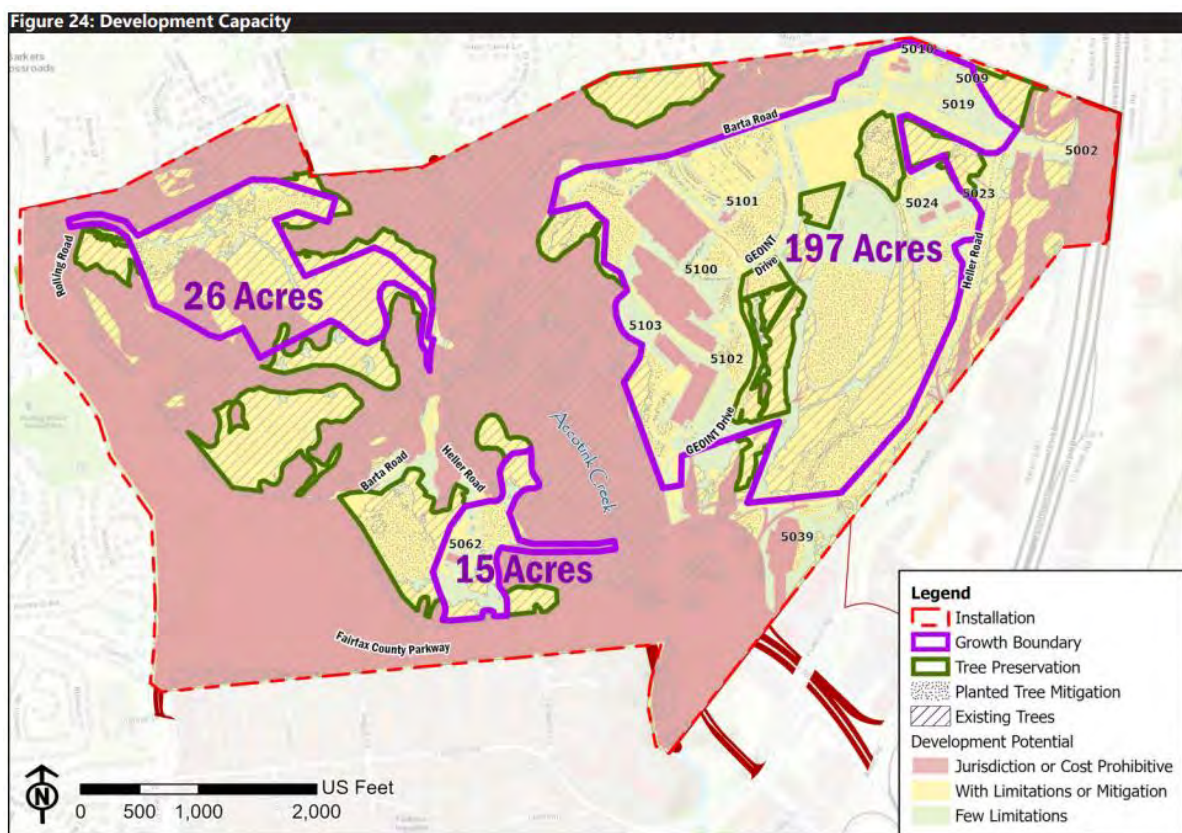 Figure 24: Development Capacity
5010
5009
5019
5002
Barta Road
5101
5024
5023
GEOINT
Drive
197 Acres
Heller Road
Rolling Road
26 Acres
5100
5103
5102
GEOINT Drive
Accotink Creek
Barta Road
Heller Road
5062
15 Acres
5039
Fairfax County Parkway
N
0 500 1,000 2,000 US Feet
Legend
Installation
Growth Boundary
Tree Preservation
Planted Tree Mitigation
Existing Trees
Development Potential
Jurisdiction or Cost Prohibitive
With Limitations or Mitigation
Few Limitations